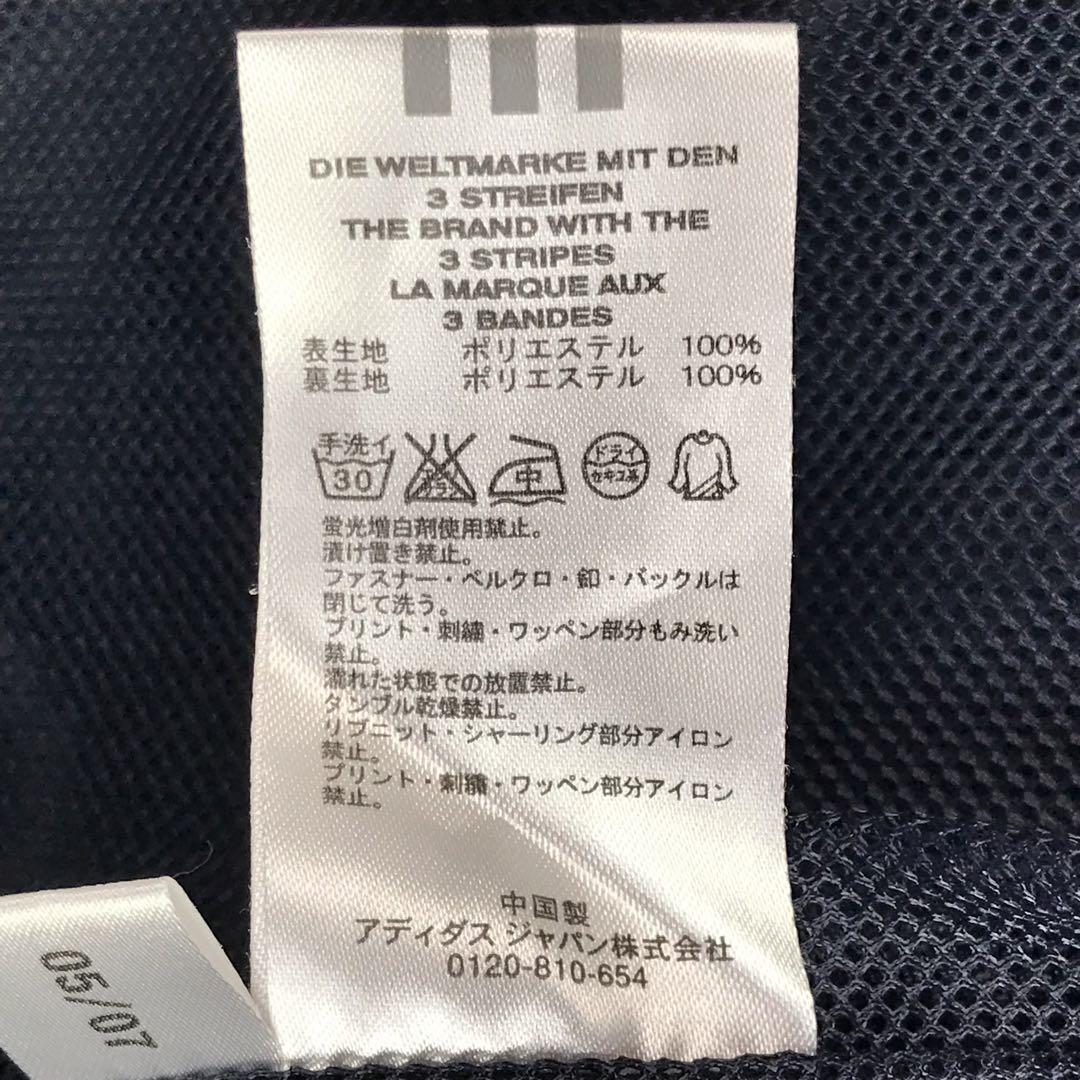 DIE WELTMARKE MIT DEN
3 STREIFEN
THE BRAND WITH THE
3 STRIPES
LA MARQUE AUX
3 BANDES
表生地 ポリエステル 100%
裏生地 ポリエステル 100%
手洗イ
30
中
ドライ
セキユ系
蛍光増白剤使用禁止。
漬け置き禁止。
ファスナー・ベルクロ・釦・バックルは
閉じて洗う。
プリント・刺繍・ワッペン部分もみ洗い
禁止。
濡れた状態での放置禁止。
タンブル乾燥禁止。
リブニット・シャーリング部分アイロン
禁止。
プリント・刺繍・ワッペン部分アイロン
禁止。
中国製
アディダス ジャパン株式会社
0120-810-654
05/07